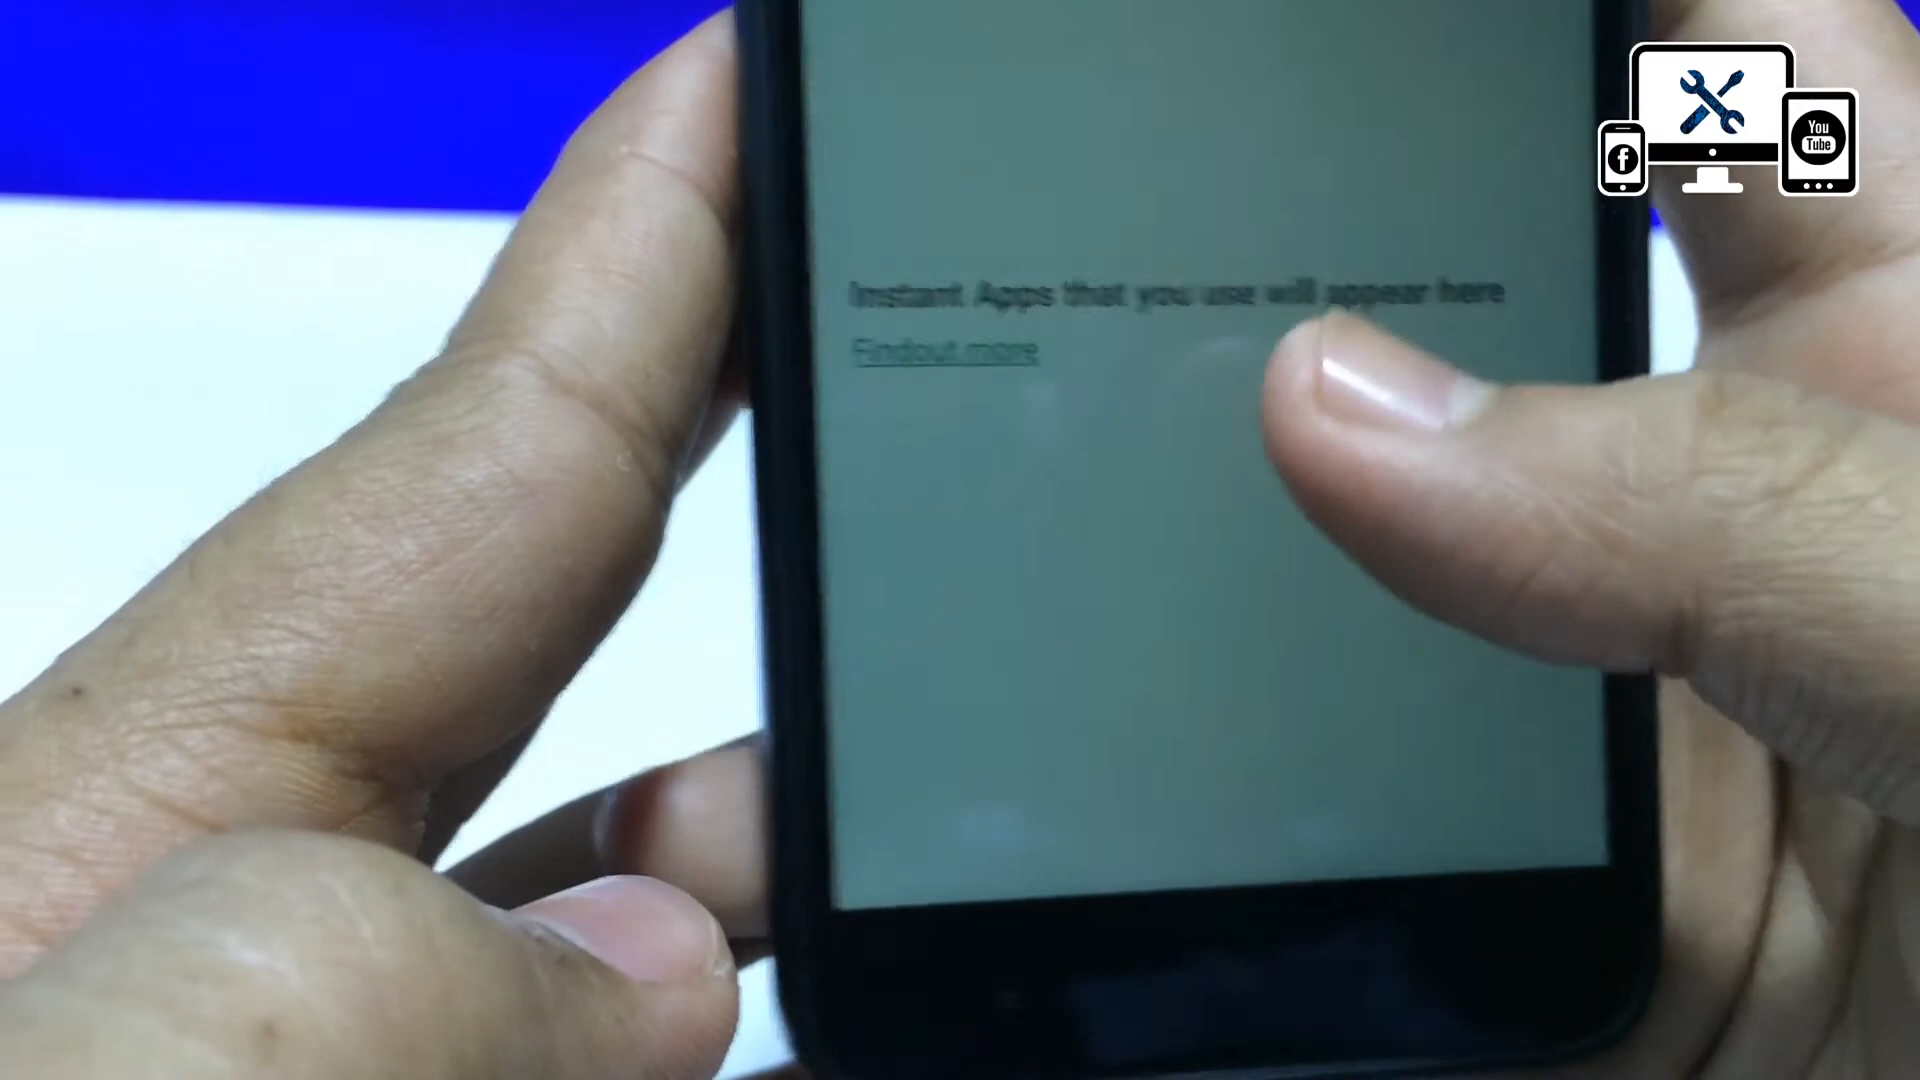 Instant Apps that you use will appear here
Findout more
f
You
Tube